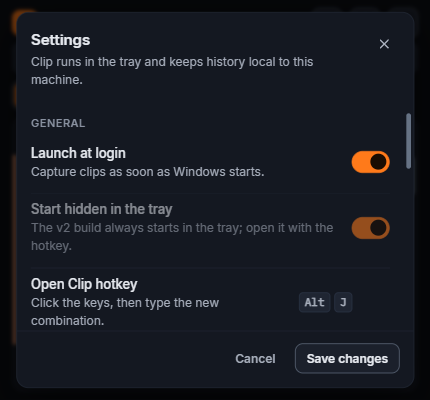 Settings
Clip runs in the tray and keeps history local to this
machine.
GENERAL
Launch at login
Capture clips as soon as Windows starts.
Start hidden in the tray
The v2 build always starts in the tray; open it with the
hotkey.
Open Clip hotkey
Click the keys, then type the new
combination.
Alt J
Cancel
Save changes